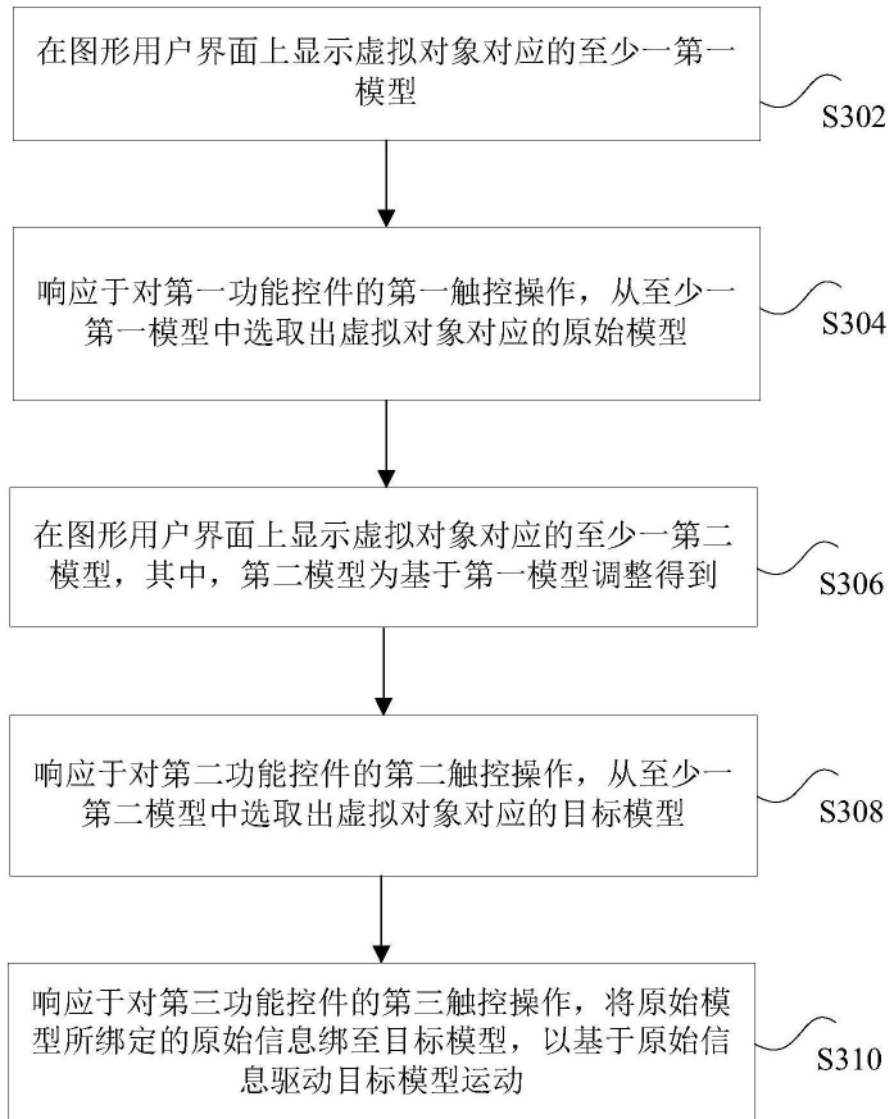 在图形用户界面上显示虚拟对象对应的至少一第一
模型
S302
响应于对第一功能控件的第一触控操作，从至少一
第一模型中选取出虚拟对象对应的原始模型
S304
在图形用户界面上显示虚拟对象对应的至少一第二
模型，其中，第二模型为基于第一模型调整得到
S306
响应于对第二功能控件的第二触控操作，从至少一
第二模型中选取出虚拟对象对应的目标模型
S308
响应于对第三功能控件的第三触控操作，将原始模
型所绑定的原始信息绑至目标模型，以基于原始信
息驱动目标模型运动
S310